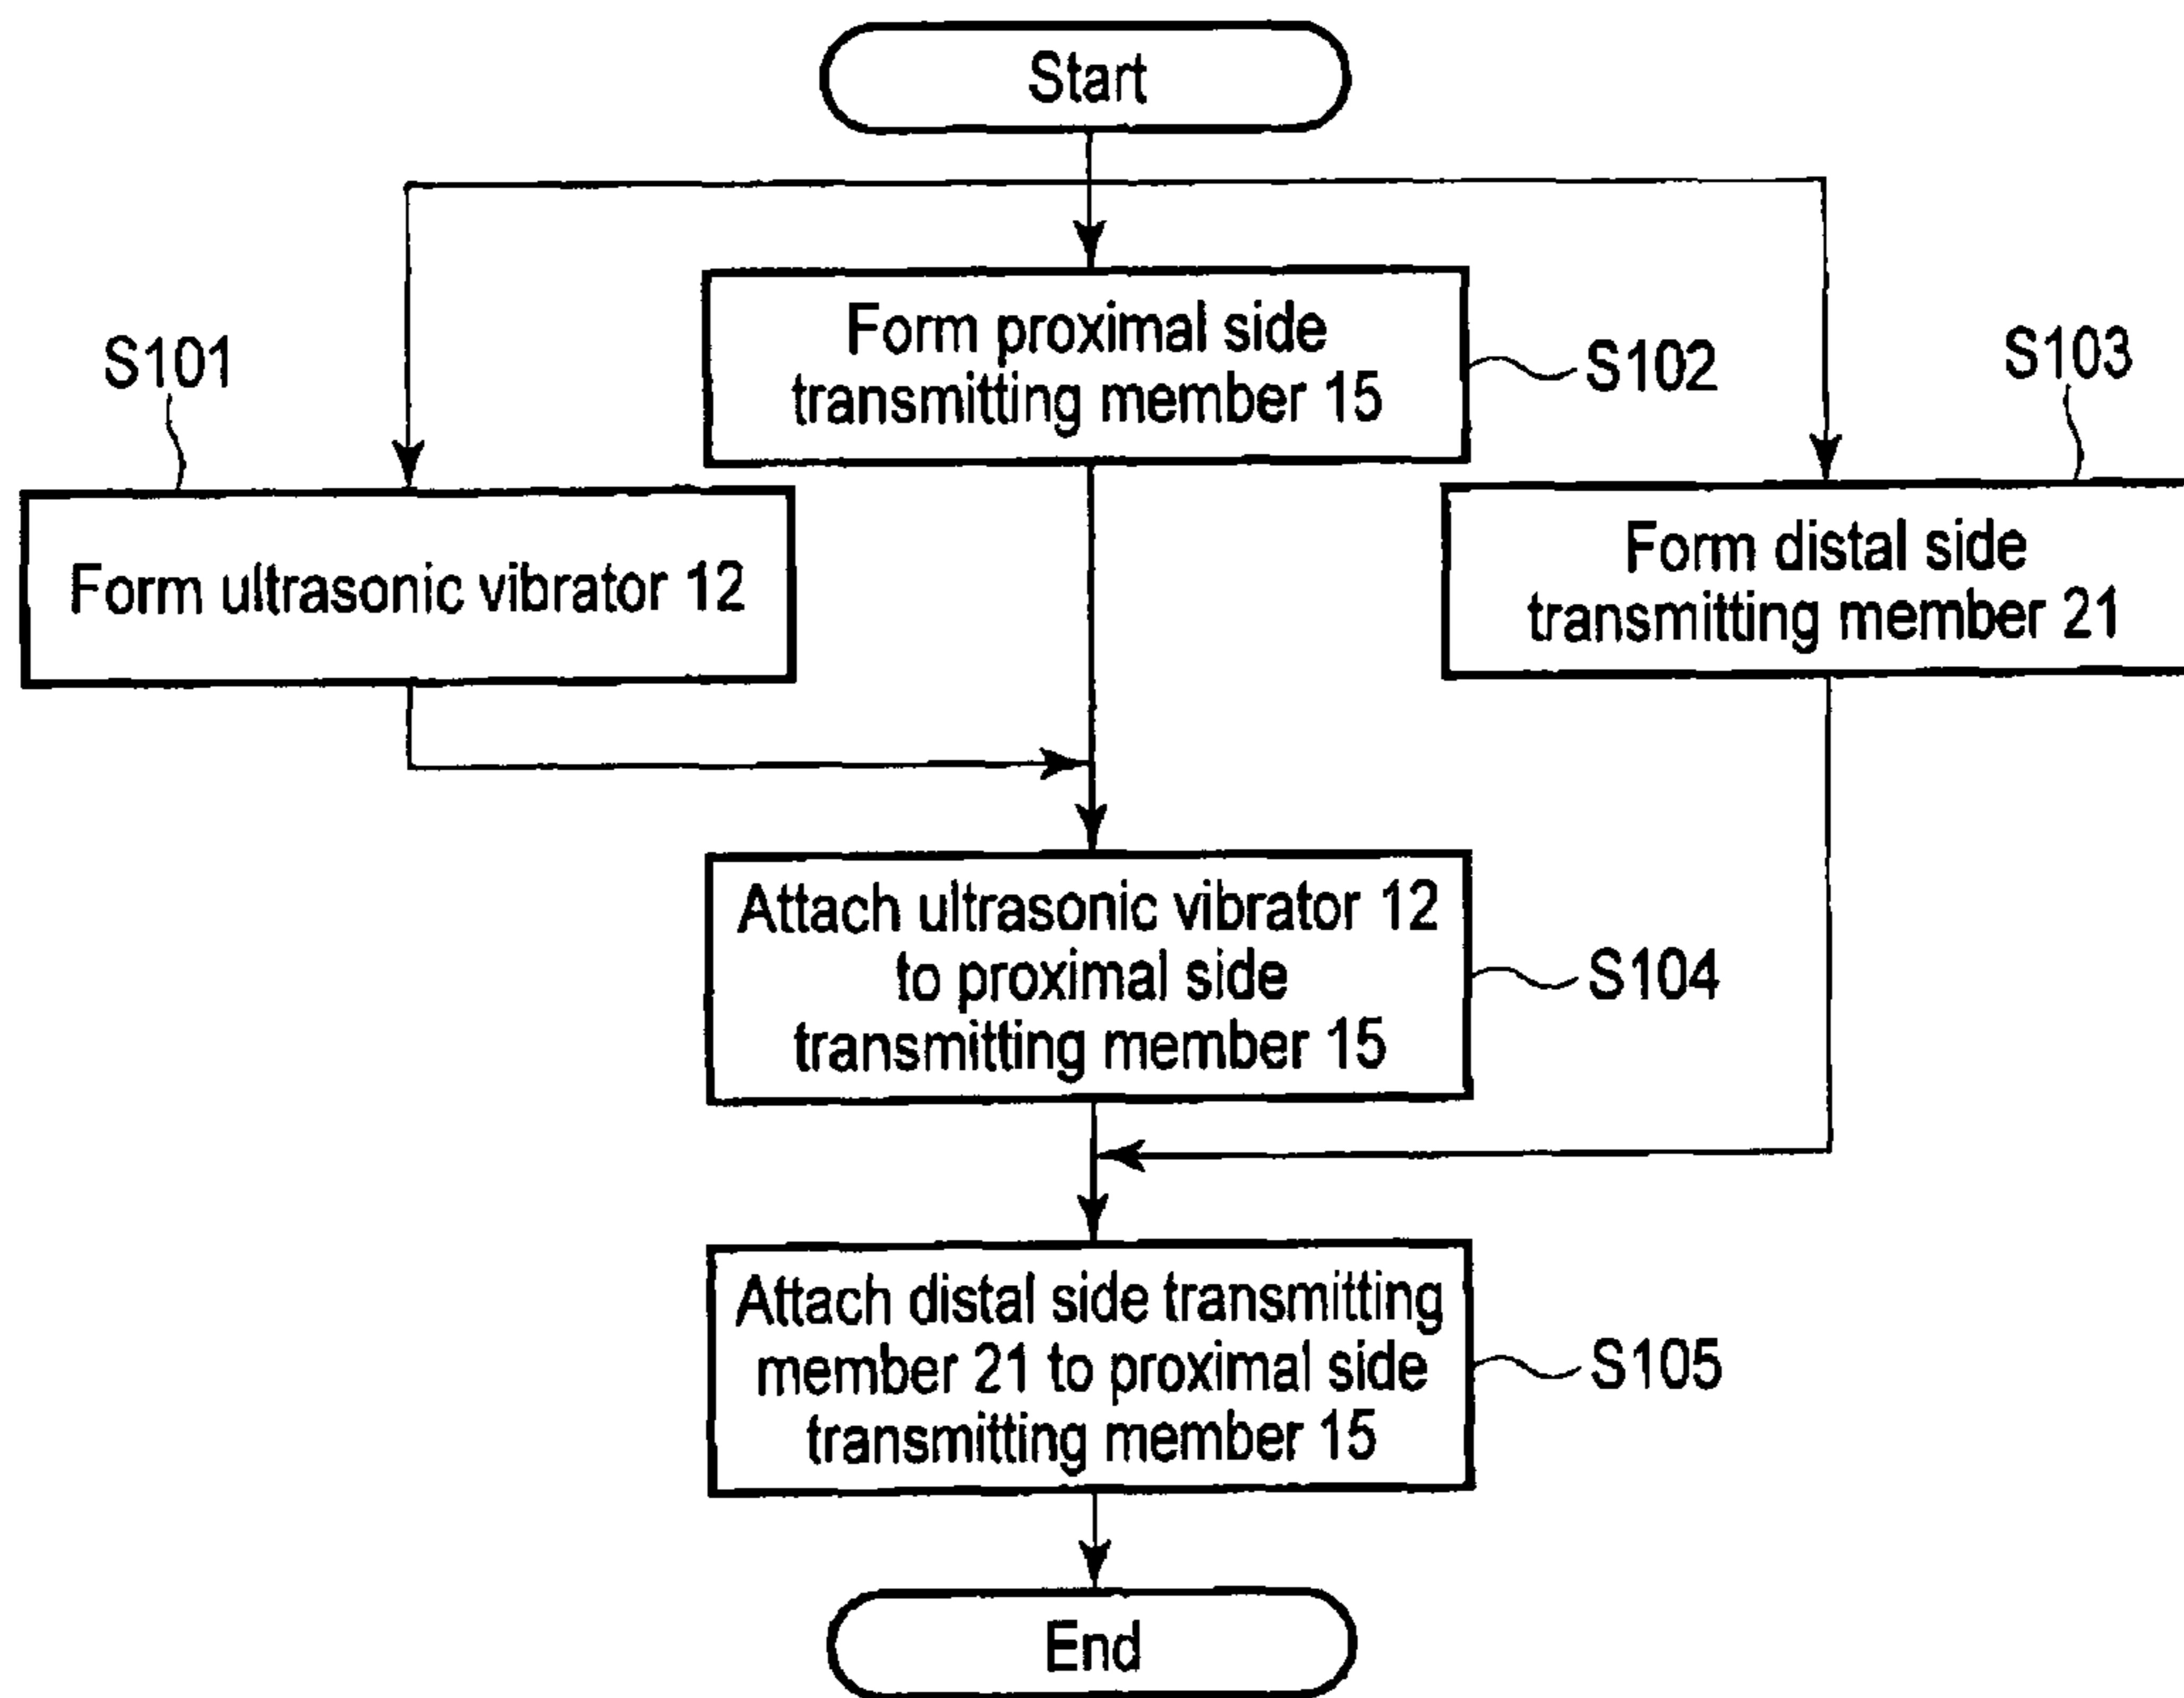 Start
Form proximal side
transmitting member 15
S102
S101
Form ultrasonic vibrator 12
S103
Form distal side
transmitting member 21
Attach ultrasonic vibrator 12
to proximal side
transmitting member 15
S104
Attach distal side transmitting
member 21 to proximal side
transmitting member 15
S105
End